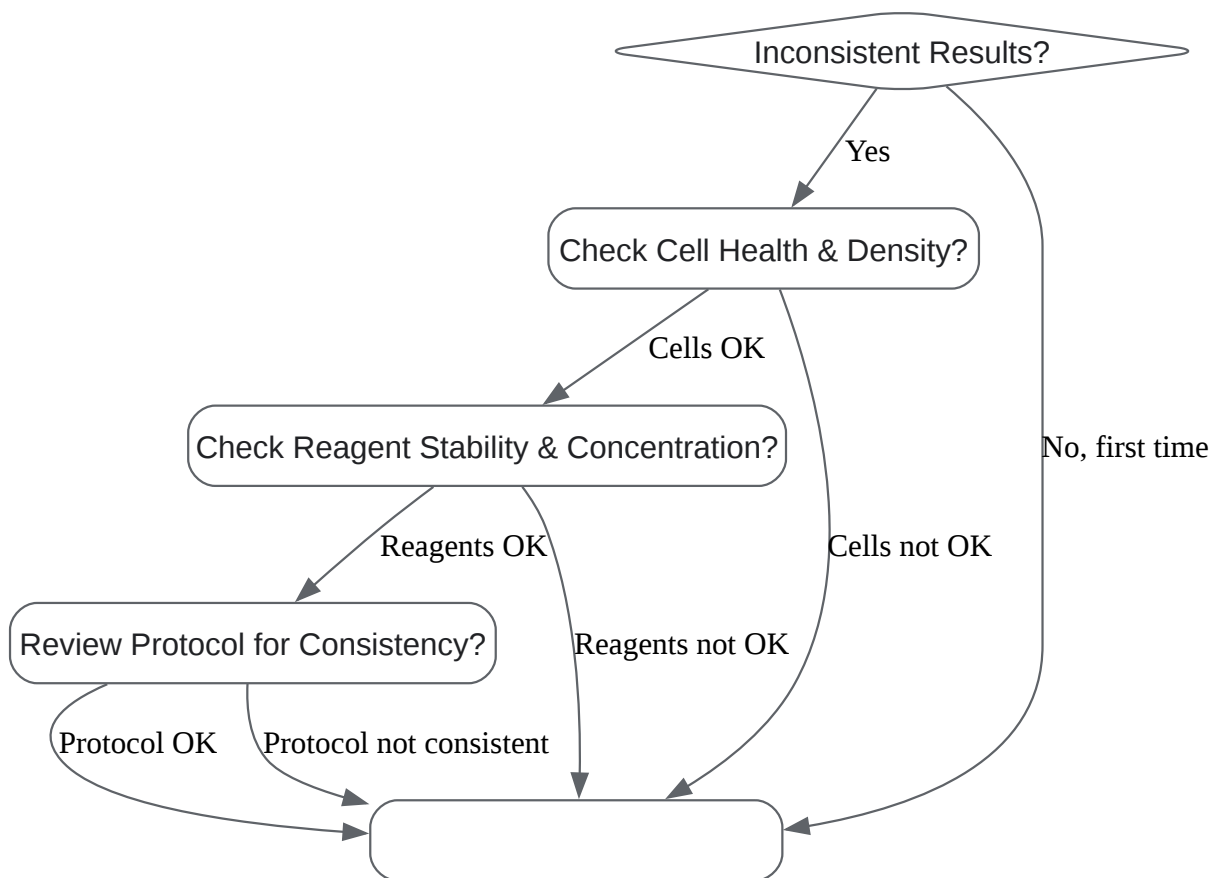 Inconsistent Results?
Yes
Check Cell Health & Density?
Cells OK
Check Reagent Stability & Concentration?
No, first time
Reagents OK
Cells not OK
Review Protocol for Consistency?
Reagents not OK
Protocol OK
Protocol not consistent